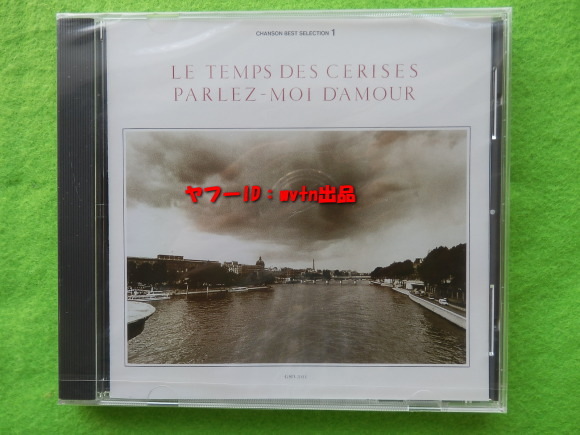 CHANSON BEST SELECTION 1
LE TEMPS DES CERISES
PARLEZ-MOI D'AMOUR
ヤフーID：mvtn出品